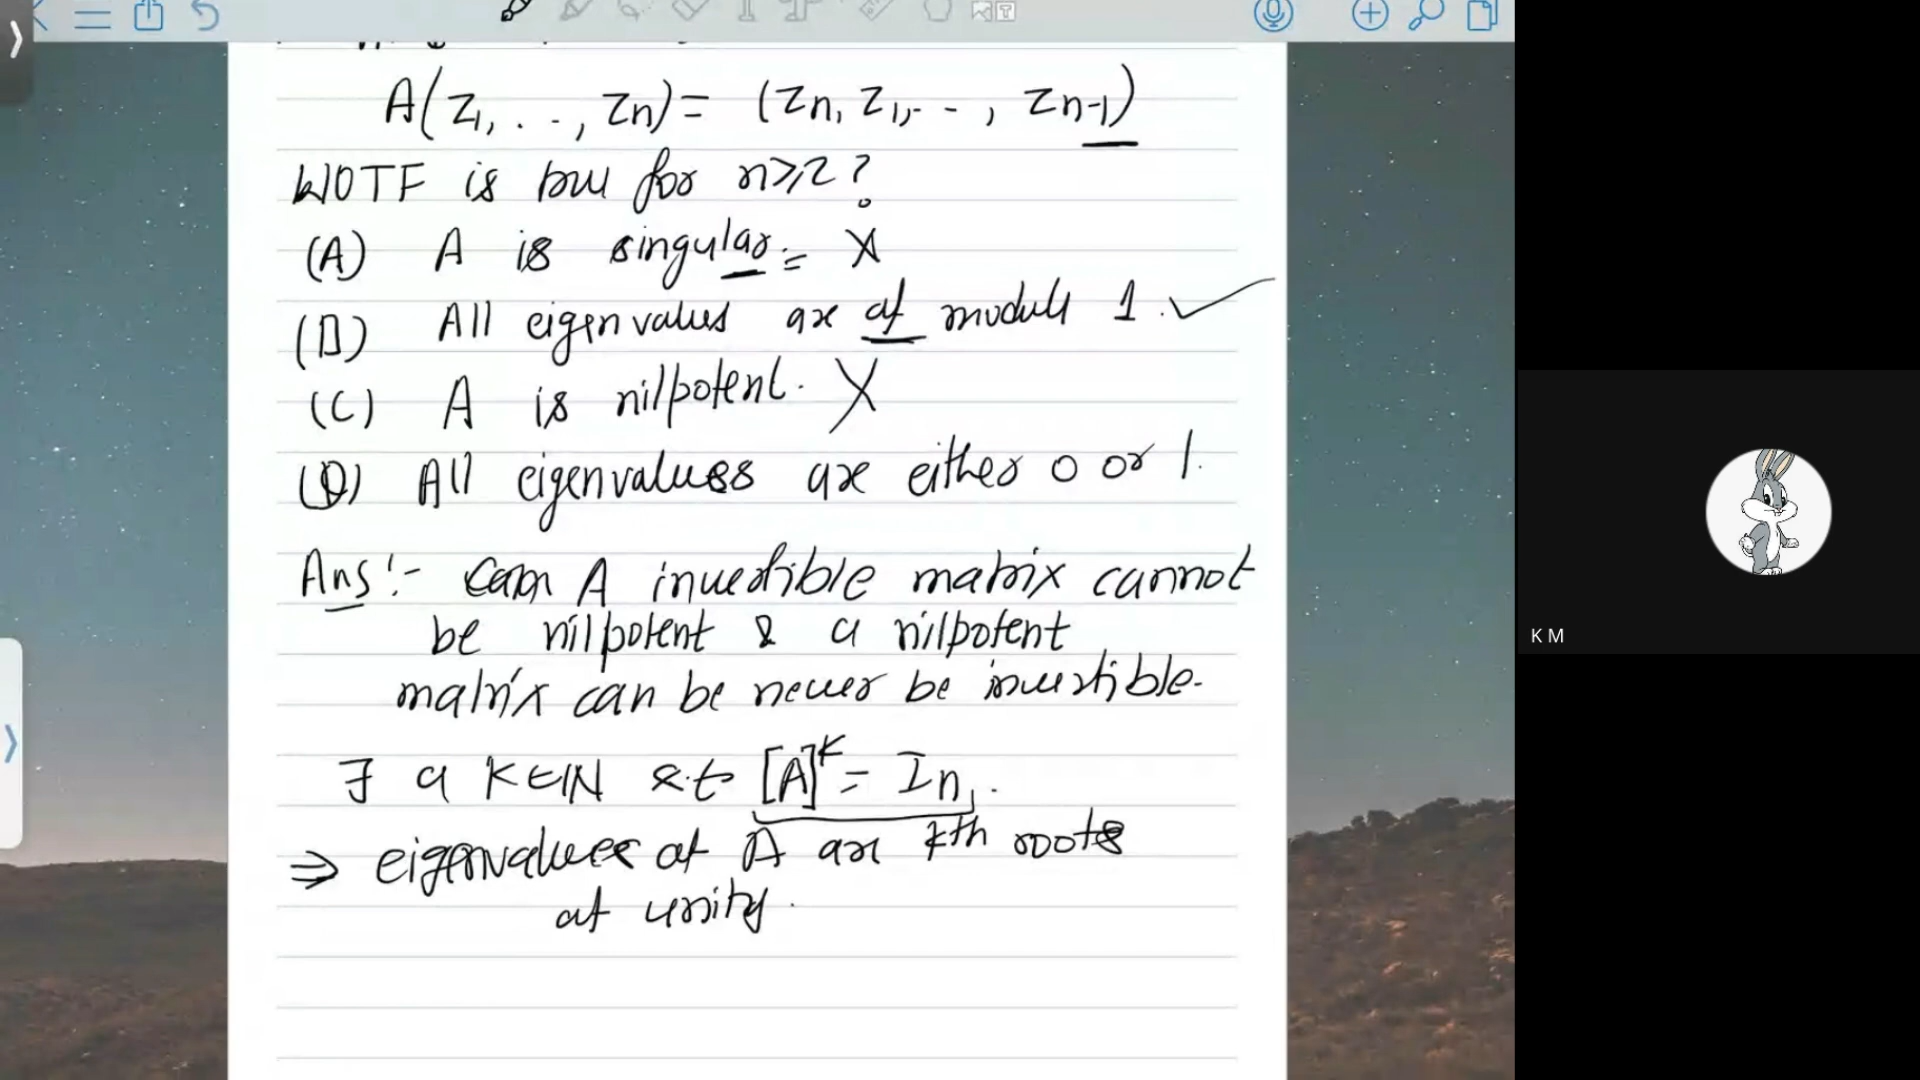 A(z1, . .., zn) = (zn, z1,- - , zn-1)
WOTF is true for n≥2?
(A) A is singular. = X
(B) All eigenvalues are of modulus 1. ✓
(C) A is nilpotent. X
(D) All eigenvalues are either 0 or 1.
Ans:- A invertible matrix cannot
be nilpotent & a nilpotent
matrix can be never be invertible.
∃ a K∈IN s.t [A]^K = In.
⇒ eigenvalues of A are kth roots
of unity.
K M